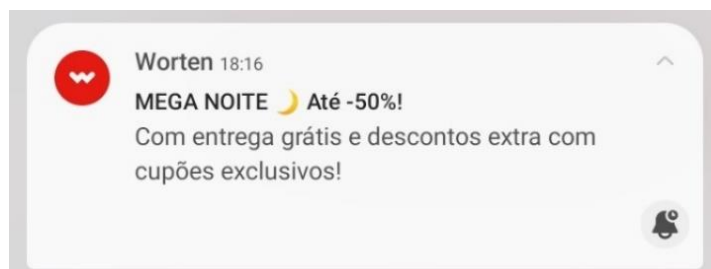 Worten 18:16
MEGA NOITE 🌙 Até -50%!
Com entrega grátis e descontos extra com
cupões exclusivos!